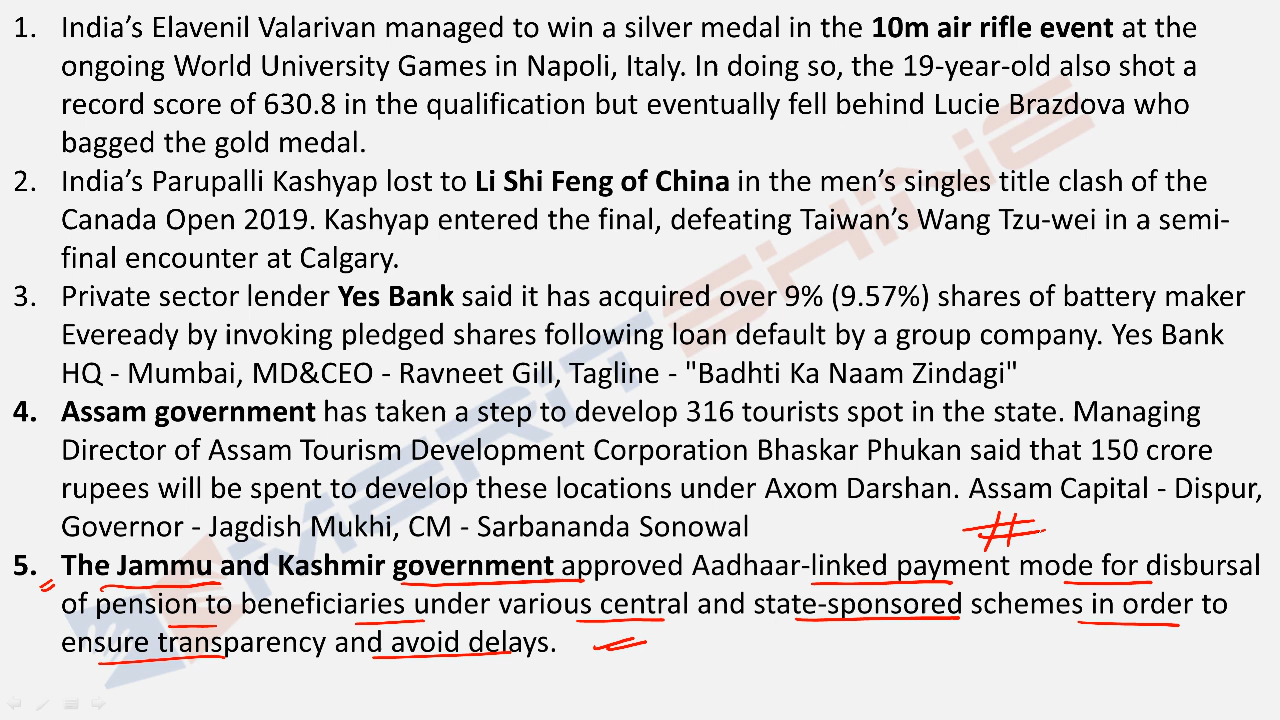 1. India’s Elavenil Valarivan managed to win a silver medal in the 10m air rifle event at the
ongoing World University Games in Napoli, Italy. In doing so, the 19-year-old also shot a
record score of 630.8 in the qualification but eventually fell behind Lucie Brazdova who
bagged the gold medal.
2. India’s Parupalli Kashyap lost to Li Shi Feng of China in the men’s singles title clash of the
Canada Open 2019. Kashyap entered the final, defeating Taiwan’s Wang Tzu-wei in a semi-
final encounter at Calgary.
3. Private sector lender Yes Bank said it has acquired over 9% (9.57%) shares of battery maker
Eveready by invoking pledged shares following loan default by a group company. Yes Bank
HQ - Mumbai, MD&CEO - Ravneet Gill, Tagline - "Badhti Ka Naam Zindagi"
4. Assam government has taken a step to develop 316 tourists spot in the state. Managing
Director of Assam Tourism Development Corporation Bhaskar Phukan said that 150 crore
rupees will be spent to develop these locations under Axom Darshan. Assam Capital - Dispur,
Governor - Jagdish Mukhi, CM - Sarbananda Sonowal
#
5. The Jammu and Kashmir government approved Aadhaar-linked payment mode for disbursal
of pension to beneficiaries under various central and state-sponsored schemes in order to
ensure transparency and avoid delays.
MERIT SHINE